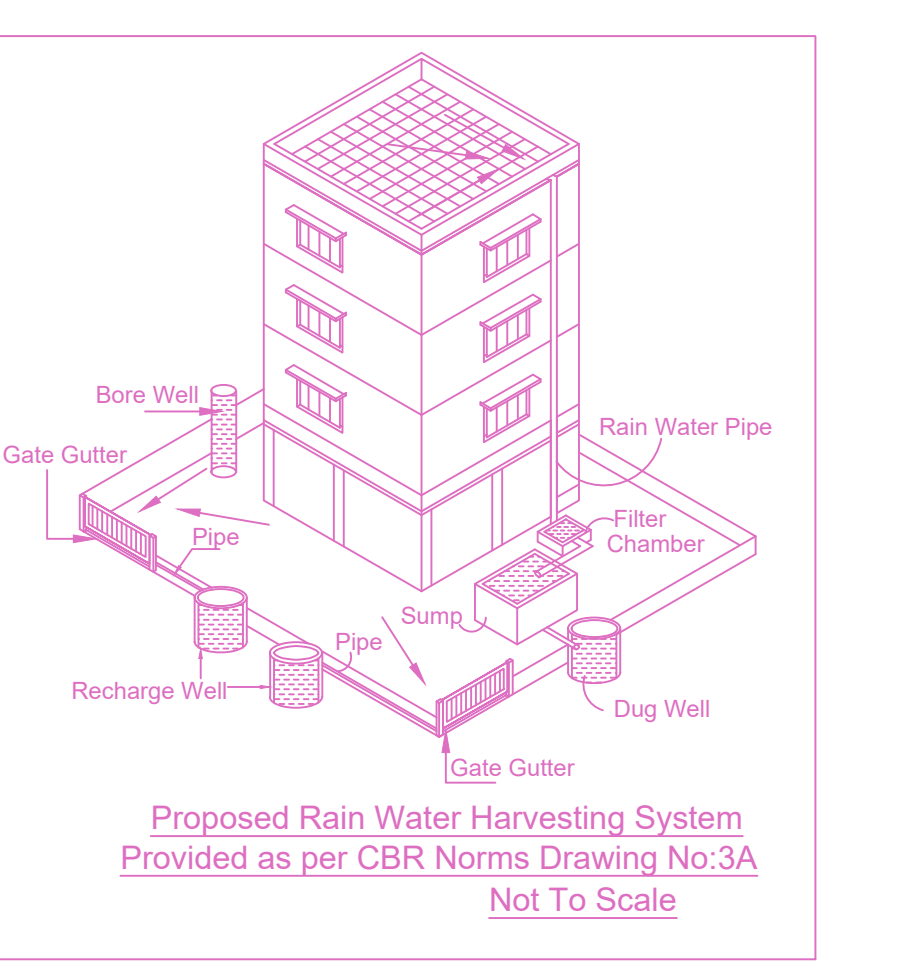 Bore Well
Gate Gutter
Rain Water Pipe
Filter
Chamber
Pipe
Sump
Pipe
Recharge Well
Dug Well
Gate Gutter
Proposed Rain Water Harvesting System
Provided as per CBR Norms Drawing No:3A
Not To Scale